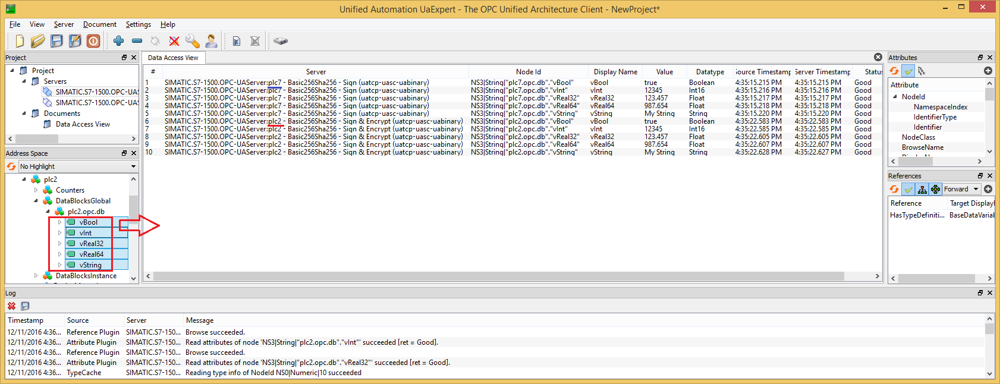 Unified Automation UaExpert - The OPC Unified Architecture Client - NewProject*
File View Server Document Settings Help
Project
Project
Servers
SIMATIC.S7-1500.OPC-UAS
SIMATIC.S7-1500.OPC-UAS
Documents
Data Access View
Address Space
No Highlight
plc2
Counters
DataBlocksGlobal
plc2.opc.db
vBool
vInt
vReal32
vReal64
vString
DataBlocksInstance
Data Access View
# Server Node Id Display Name Value Datatype Source Timestamp Server Timestamp Status
1 SIMATIC.S7-1500.OPC-UAServer:plc7 - Basic256Sha256 - Sign (uatcp-uasc-uabinary) NS3|String|"plc7.opc.db"."vBool" vBool true Boolean 4:35:15.215 PM 4:35:15.215 PM Good
2 SIMATIC.S7-1500.OPC-UAServer:plc7 - Basic256Sha256 - Sign (uatcp-uasc-uabinary) NS3|String|"plc7.opc.db"."vInt" vInt 12345 Int16 4:35:15.216 PM 4:35:15.216 PM Good
3 SIMATIC.S7-1500.OPC-UAServer:plc7 - Basic256Sha256 - Sign (uatcp-uasc-uabinary) NS3|String|"plc7.opc.db"."vReal32" vReal32 123.457 Float 4:35:15.217 PM 4:35:15.217 PM Good
4 SIMATIC.S7-1500.OPC-UAServer:plc7 - Basic256Sha256 - Sign (uatcp-uasc-uabinary) NS3|String|"plc7.opc.db"."vReal64" vReal64 987.654 Float 4:35:15.218 PM 4:35:15.218 PM Good
5 SIMATIC.S7-1500.OPC-UAServer:plc7 - Basic256Sha256 - Sign (uatcp-uasc-uabinary) NS3|String|"plc7.opc.db"."vString" vString My String String 4:35:15.220 PM 4:35:15.220 PM Good
6 SIMATIC.S7-1500.OPC-UAServer:plc2 - Basic256Sha256 - Sign & Encrypt (uatcp-uasc-uabinary) NS3|String|"plc2.opc.db"."vBool" vBool true Boolean 4:35:22.583 PM 4:35:22.583 PM Good
7 SIMATIC.S7-1500.OPC-UAServer:plc2 - Basic256Sha256 - Sign & Encrypt (uatcp-uasc-uabinary) NS3|String|"plc2.opc.db"."vInt" vInt 12345 Int16 4:35:22.585 PM 4:35:22.585 PM Good
8 SIMATIC.S7-1500.OPC-UAServer:plc2 - Basic256Sha256 - Sign & Encrypt (uatcp-uasc-uabinary) NS3|String|"plc2.opc.db"."vReal32" vReal32 123.457 Float 4:35:22.605 PM 4:35:22.605 PM Good
9 SIMATIC.S7-1500.OPC-UAServer:plc2 - Basic256Sha256 - Sign & Encrypt (uatcp-uasc-uabinary) NS3|String|"plc2.opc.db"."vReal64" vReal64 987.654 Float 4:35:22.607 PM 4:35:22.607 PM Good
10 SIMATIC.S7-1500.OPC-UAServer:plc2 - Basic256Sha256 - Sign & Encrypt (uatcp-uasc-uabinary) NS3|String|"plc2.opc.db"."vString" vString My String String 4:35:22.628 PM 4:35:22.627 PM Good
Attributes
Attribute
NodeId
NamespaceIndex
IdentifierType
Identifier
NodeClass
BrowseName
References
Forward
Reference Target Displayl
HasTypeDefiniti... BaseDataVariab
Log
Timestamp Source Server Message
12/11/2016 4:36... Reference Plugin SIMATIC.S7-150... Browse succeeded.
12/11/2016 4:36... Attribute Plugin SIMATIC.S7-150... Read attributes of node 'NS3|String|"plc2.opc.db"."vInt"' succeeded [ret = Good].
12/11/2016 4:36... Reference Plugin SIMATIC.S7-150... Browse succeeded.
12/11/2016 4:36... Attribute Plugin SIMATIC.S7-150... Read attributes of node 'NS3|String|"plc2.opc.db"."vReal32"' succeeded [ret = Good].
12/11/2016 4:36... TypeCache SIMATIC.S7-150... Reading type info of NodeId NS0|Numeric|10 succeeded